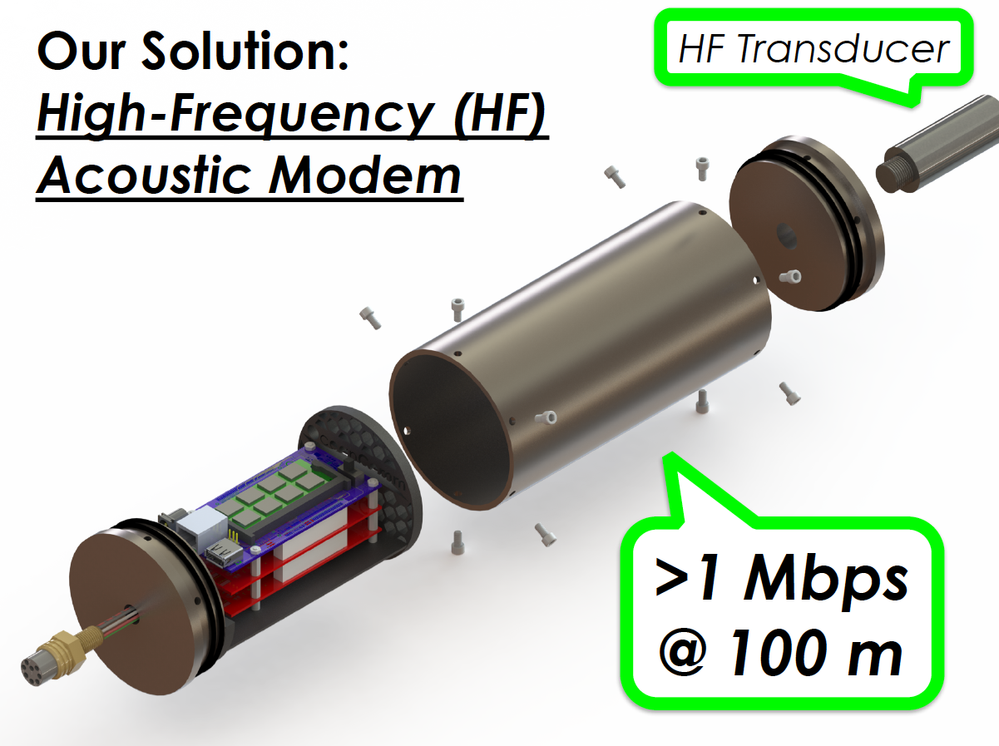 Our Solution:
High-Frequency (HF)
Acoustic Modem
HF Transducer
>1 Mbps
@ 100 m